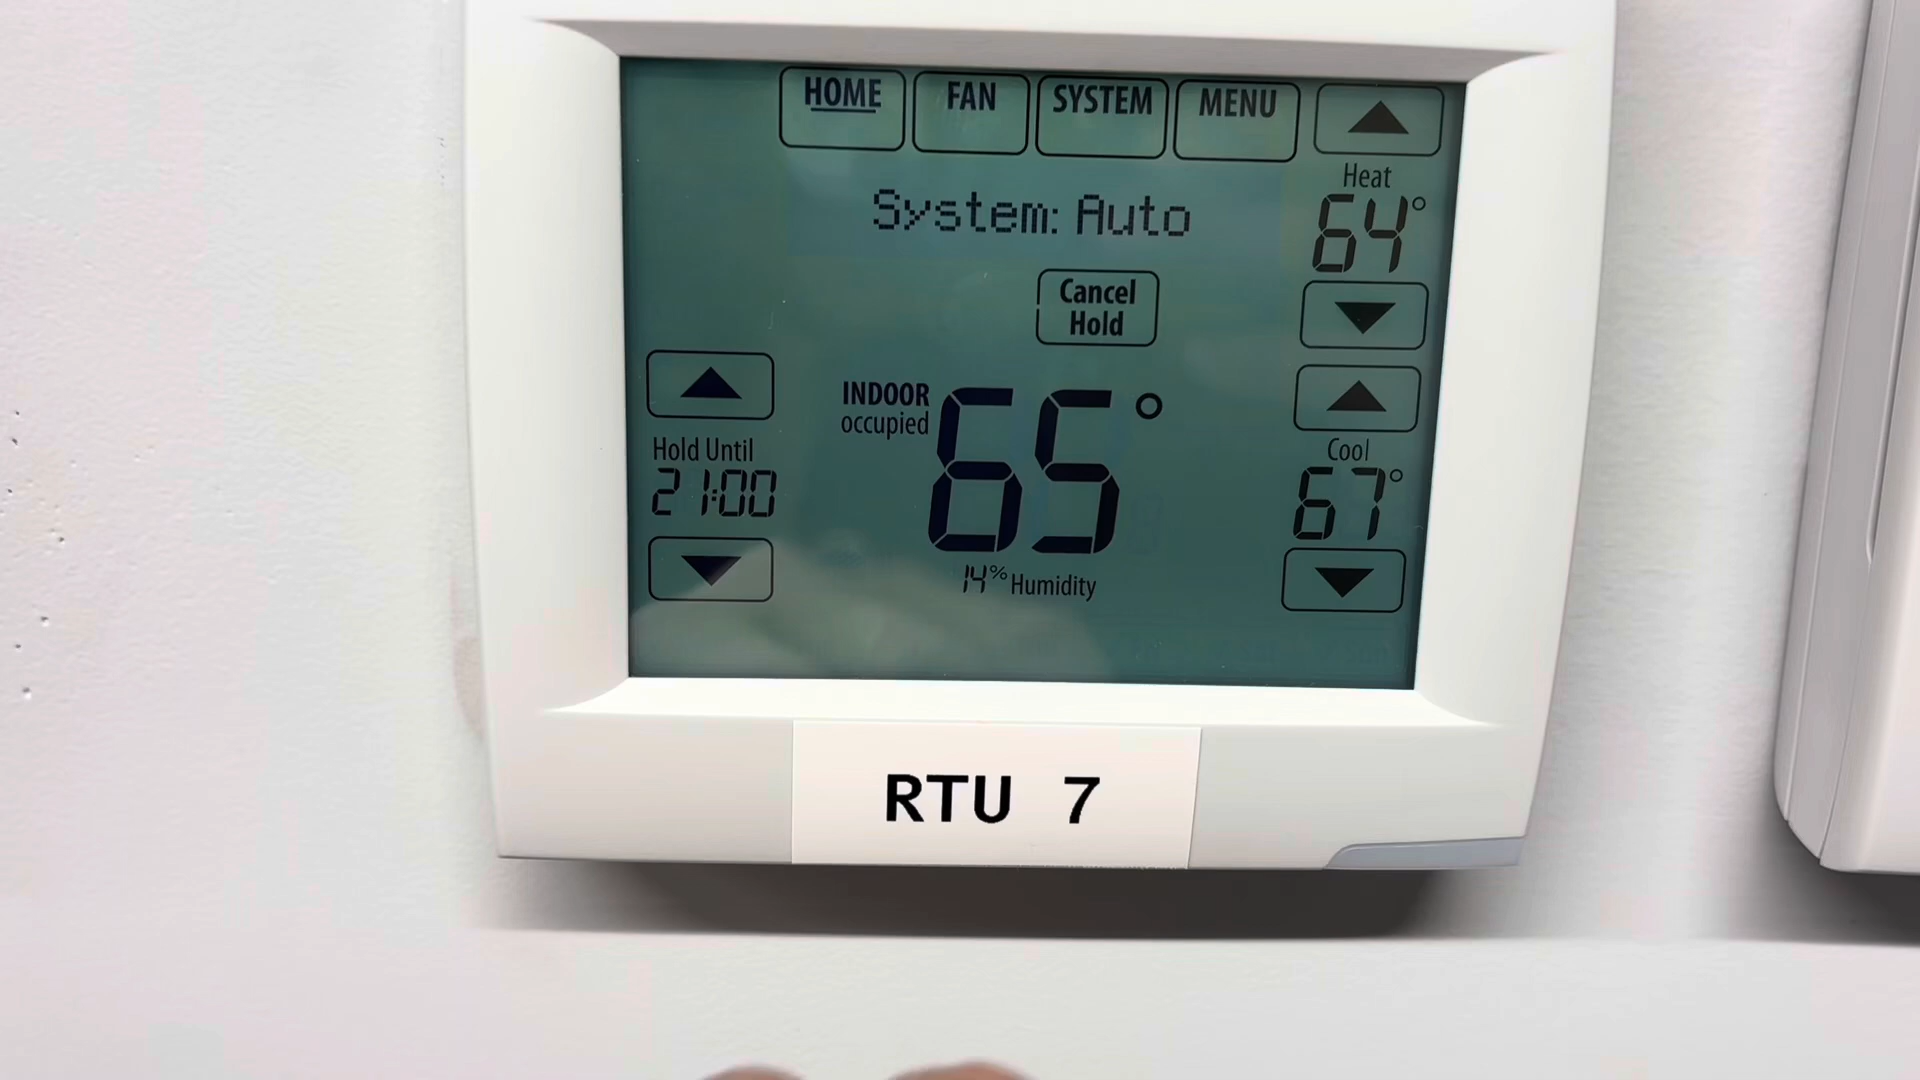 HOME FAN SYSTEM MENU
Heat
64°
System: Auto
Cancel
Hold
INDOOR
occupied
65°
Hold Until
21:00
Cool
67°
14% Humidity
RTU 7